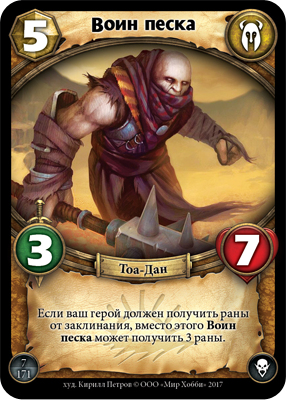 5
Воин песка
3
7
Тоа-Дан
Если ваш герой должен получить раны
от заклинания, вместо этого Воин
песка может получить 3 раны.
7
171
худ. Кирилл Петров © ООО «Мир Хобби» 2017